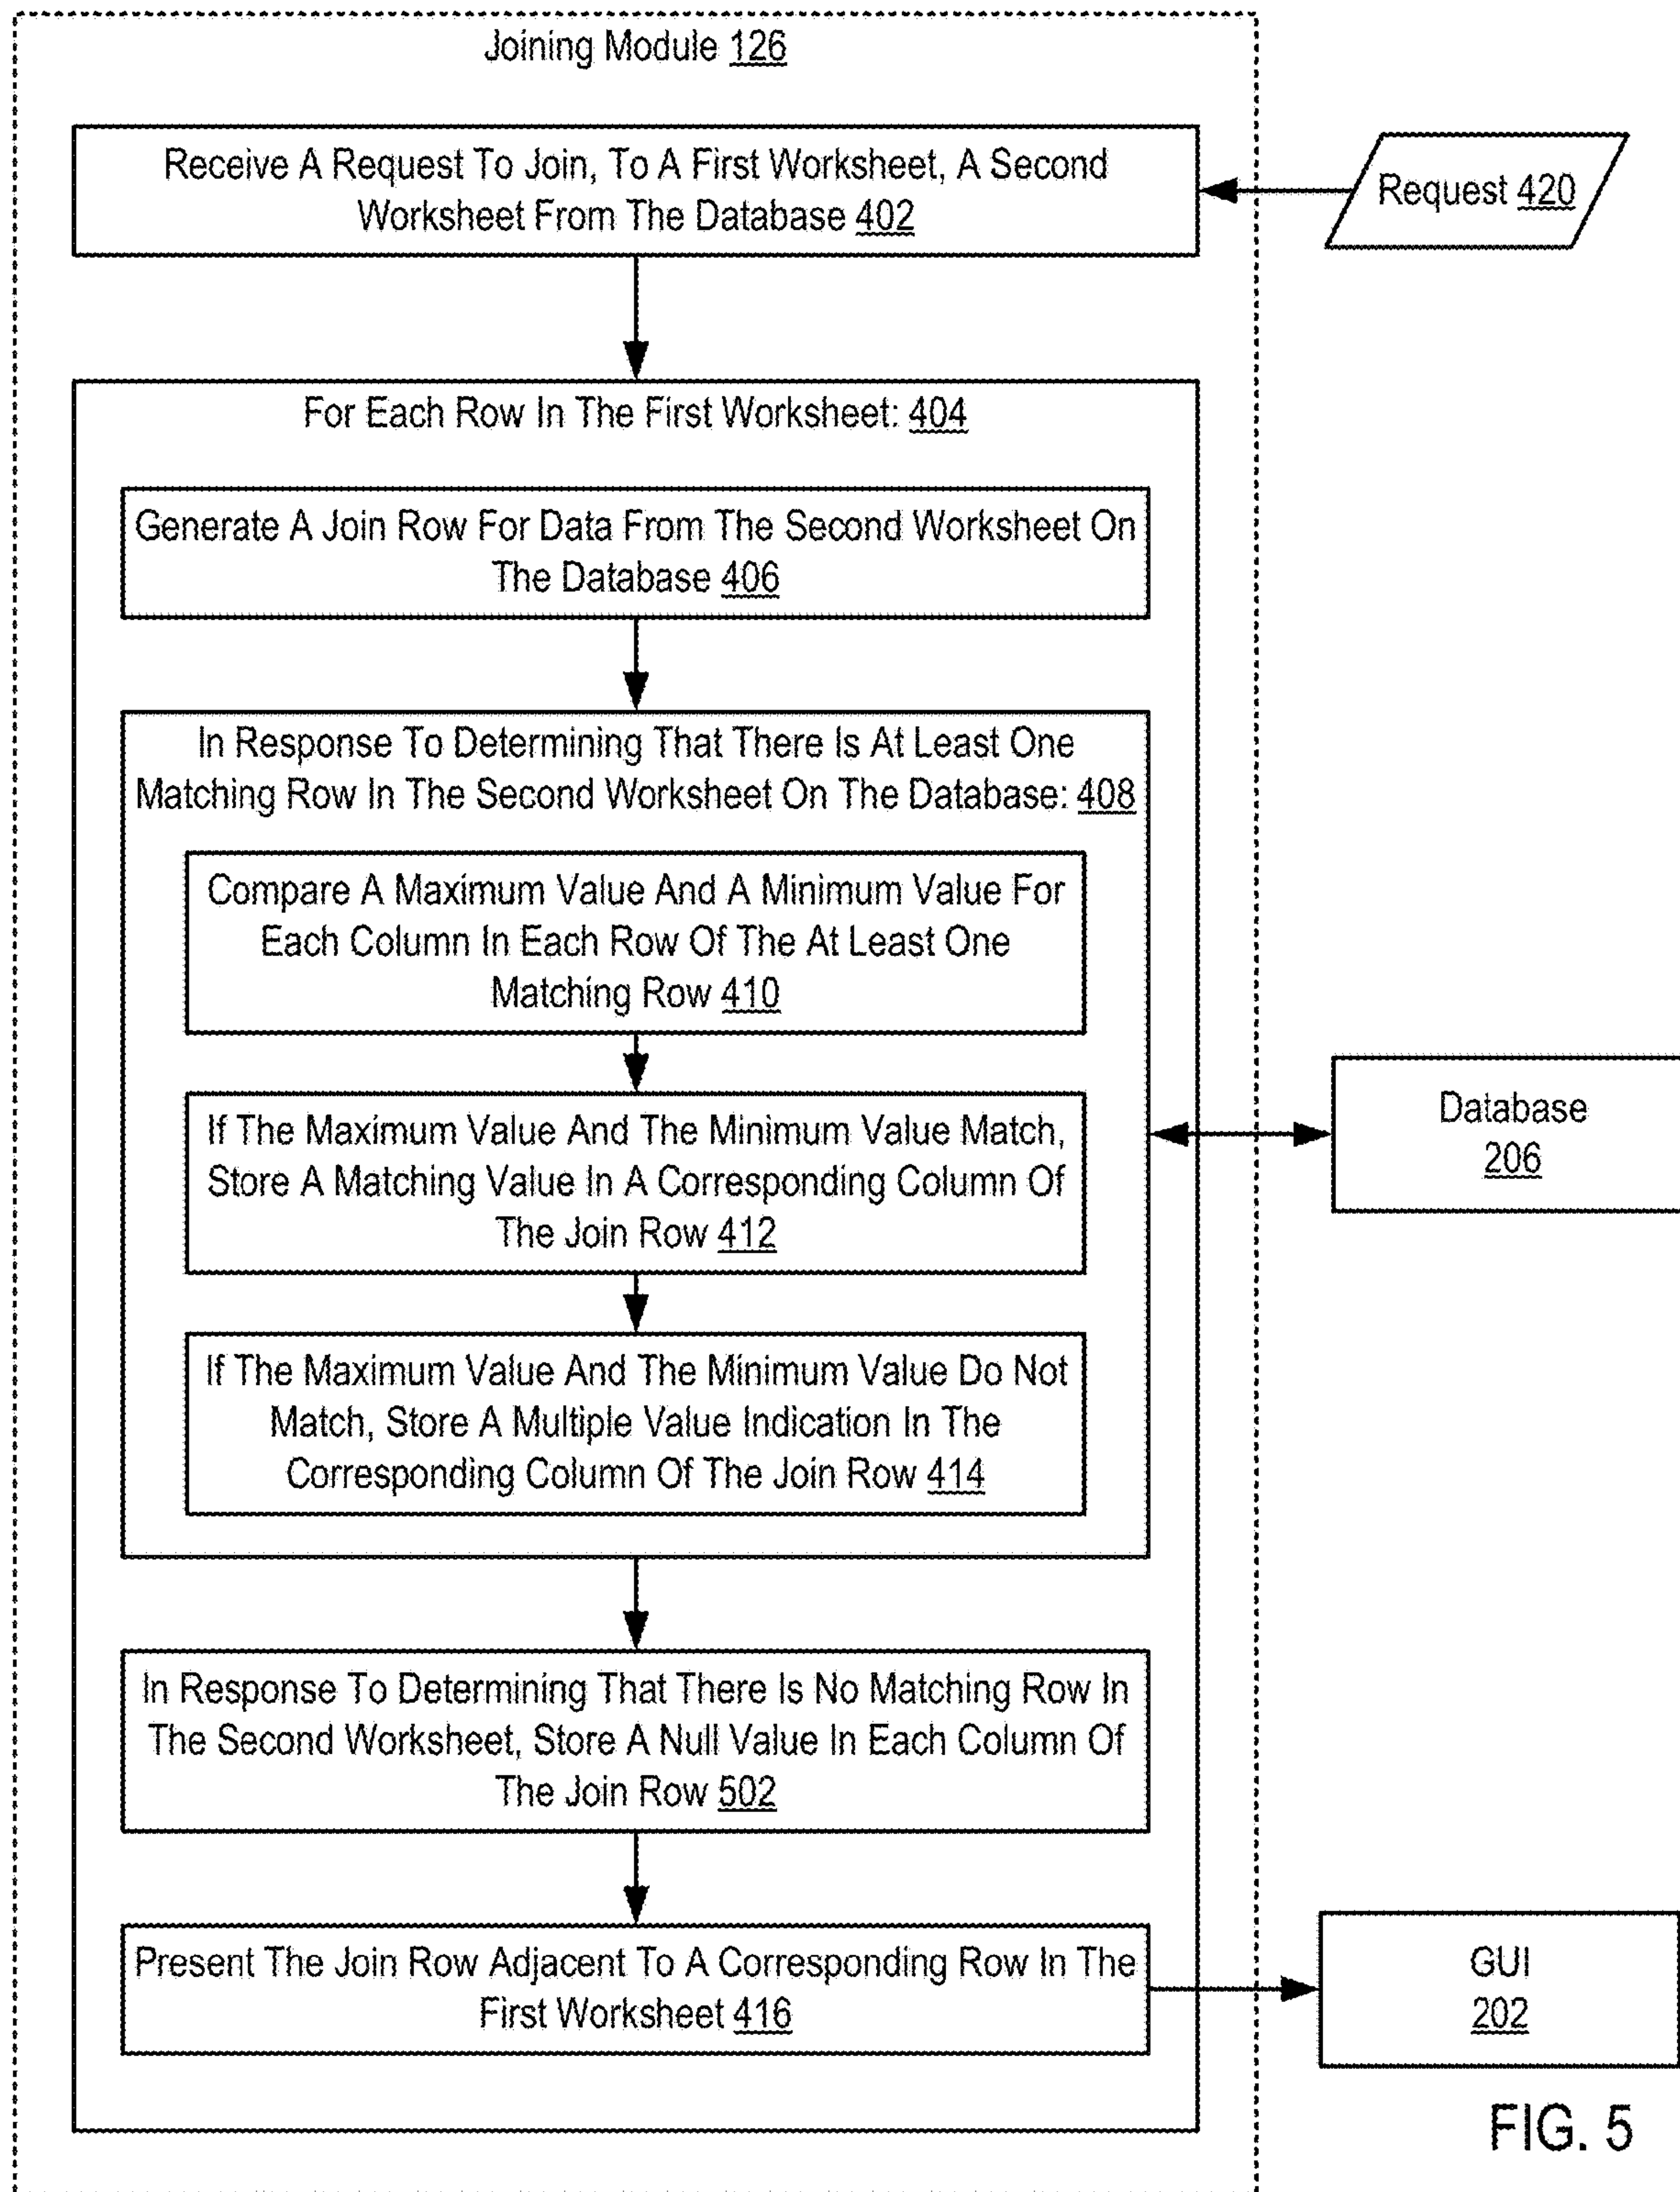 Joining Module 126
Receive A Request To Join, To A First Worksheet, A Second
Worksheet From The Database 402
Request 420
For Each Row In The First Worksheet: 404
Generate A Join Row For Data From The Second Worksheet On
The Database 406
In Response To Determining That There Is At Least One
Matching Row In The Second Worksheet On The Database: 408
Compare A Maximum Value And A Minimum Value For
Each Column In Each Row Of The At Least One
Matching Row 410
If The Maximum Value And The Minimum Value Match,
Store A Matching Value In A Corresponding Column Of
The Join Row 412
Database
206
If The Maximum Value And The Minimum Value Do Not
Match, Store A Multiple Value Indication In The
Corresponding Column Of The Join Row 414
In Response To Determining That There Is No Matching Row In
The Second Worksheet, Store A Null Value In Each Column Of
The Join Row 502
Present The Join Row Adjacent To A Corresponding Row In The
First Worksheet 416
GUI
202
FIG. 5